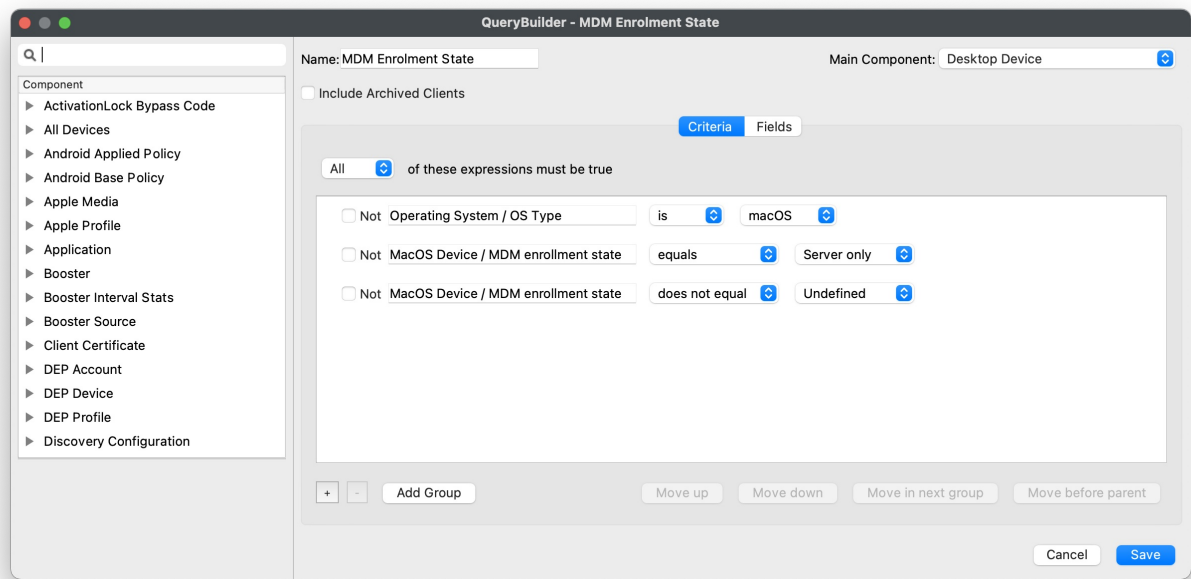 QueryBuilder - MDM Enrolment State
Name: MDM Enrolment State
Main Component: Desktop Device
Include Archived Clients
Component
ActivationLock Bypass Code
All Devices
Android Applied Policy
Android Base Policy
Apple Media
Apple Profile
Application
Booster
Booster Interval Stats
Booster Source
Client Certificate
DEP Account
DEP Device
DEP Profile
Discovery Configuration
Criteria Fields
All of these expressions must be true
Not Operating System / OS Type is macOS
Not MacOS Device / MDM enrollment state equals Server only
Not MacOS Device / MDM enrollment state does not equal Undefined
+ - Add Group Move up Move down Move in next group Move before parent
Cancel Save